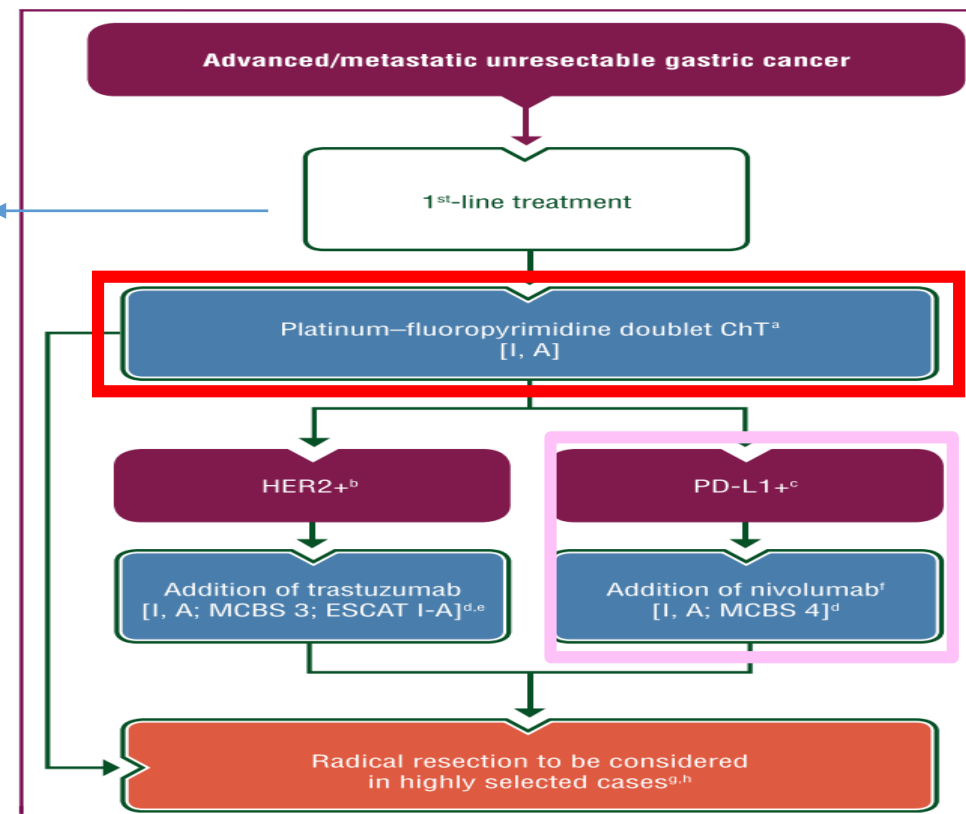 Advanced/metastatic unresectable gastric cancer
1st-line treatment
Platinum–fluoropyrimidine doublet ChTᵃ
[I, A]
HER2+ᵇ
PD-L1+ᶜ
Addition of trastuzumab
[I, A; MCBS 3; ESCAT I-A]ᵈ,ᵉ
Addition of nivolumabᶠ
[I, A; MCBS 4]ᵈ
Radical resection to be considered
in highly selected casesᵍ,ʰ